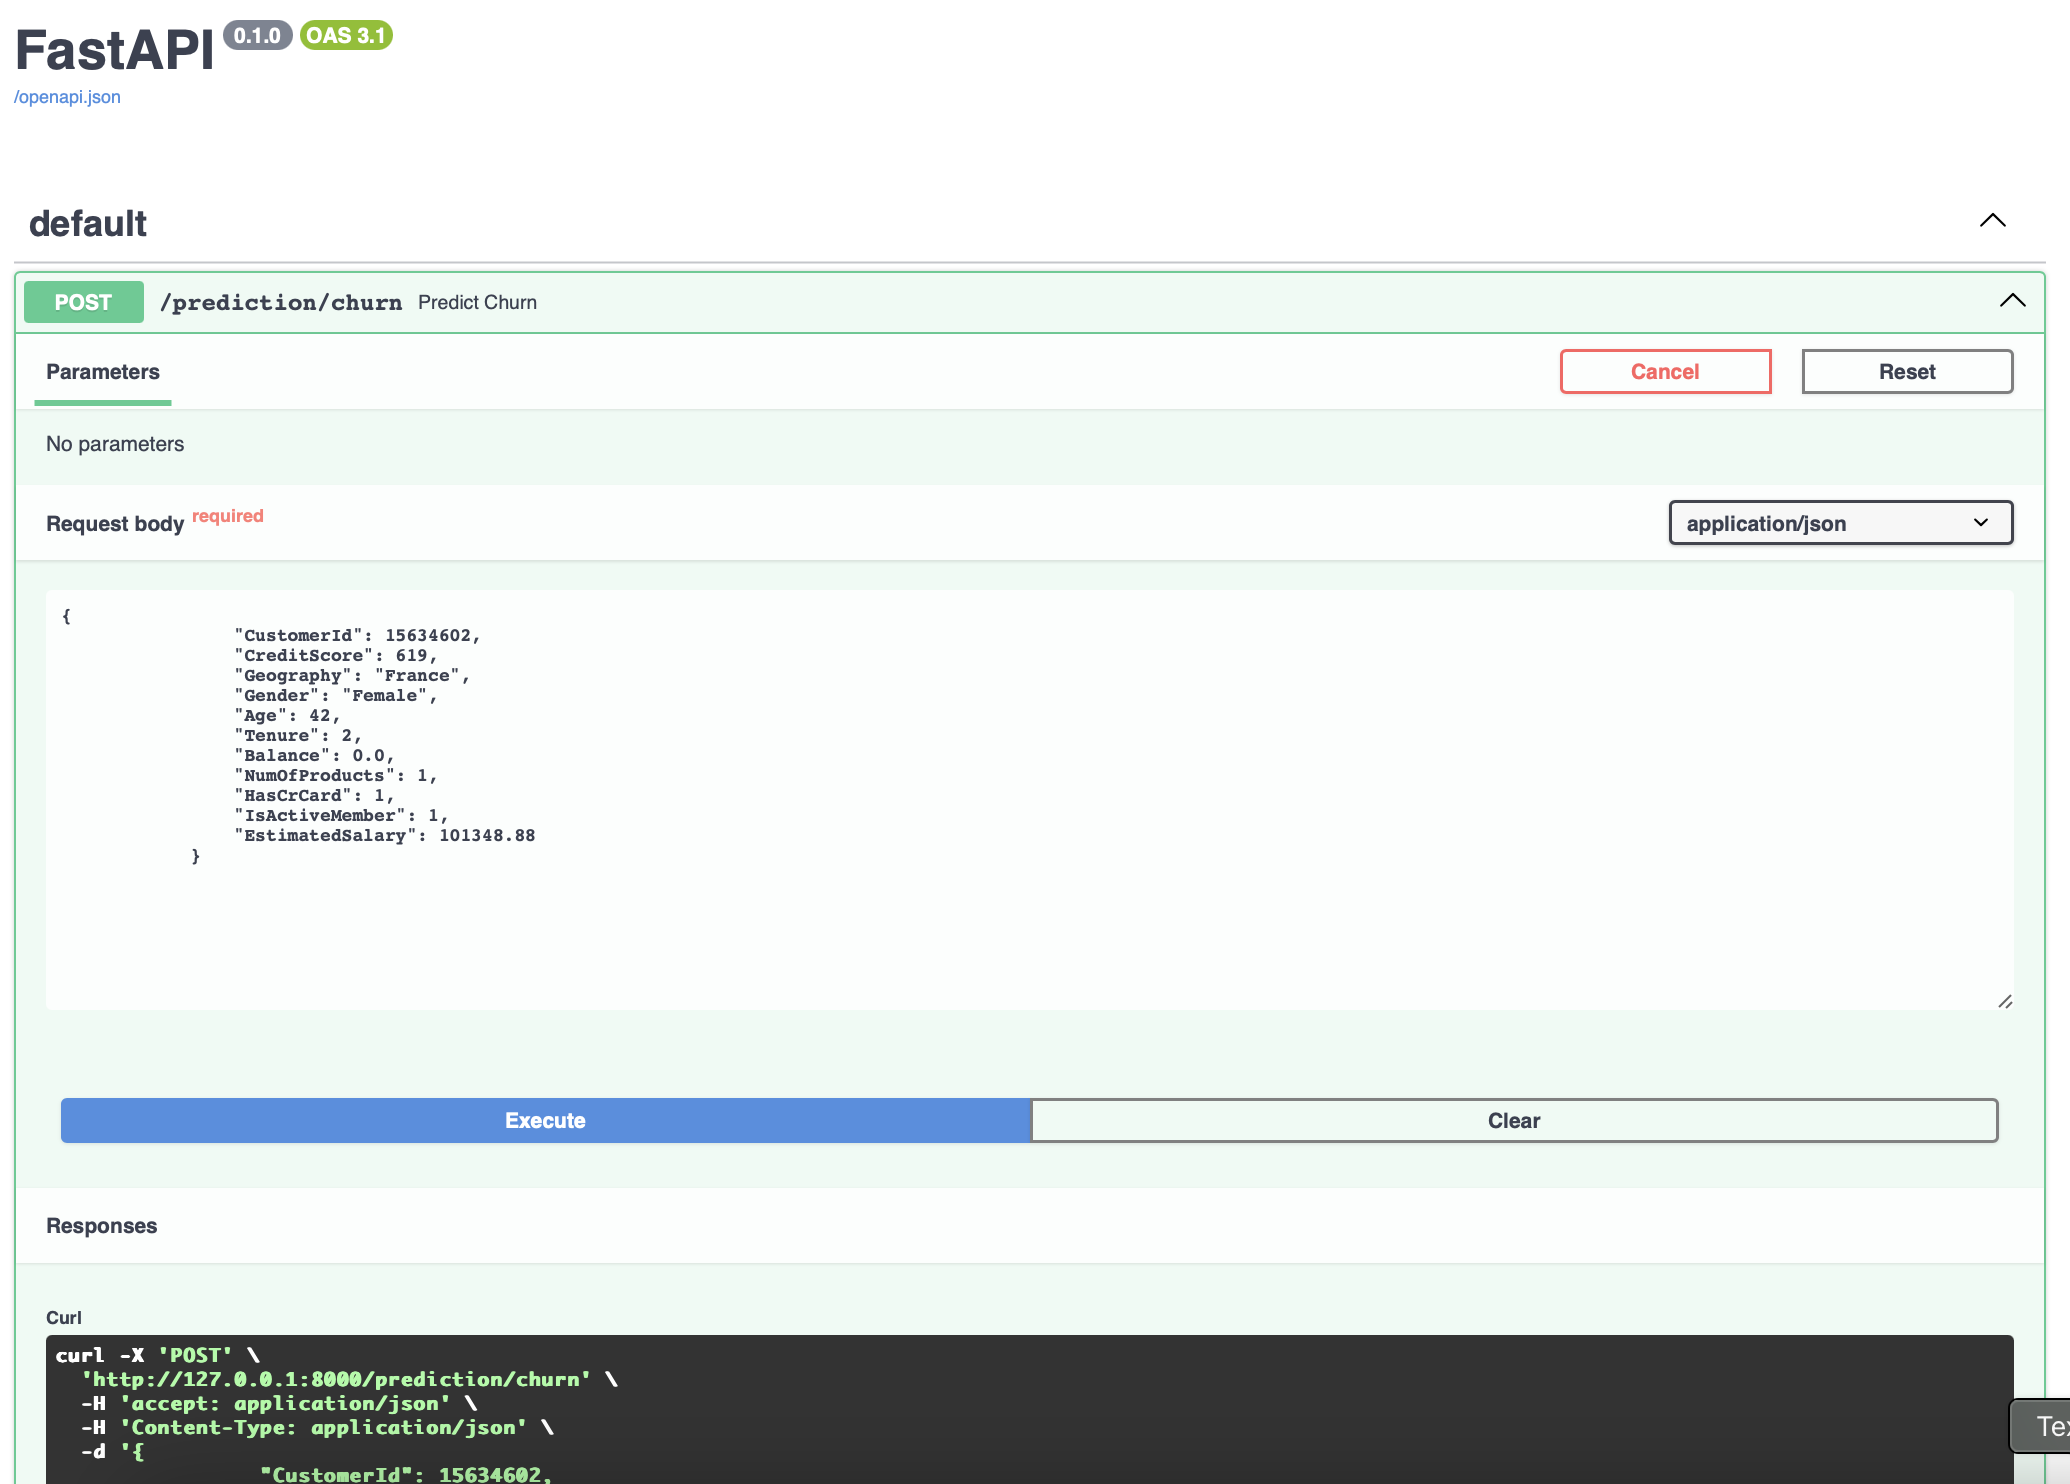 FastAPI 0.1.0 OAS 3.1
/openapi.json
default
POST /prediction/churn Predict Churn
Parameters
Cancel
Reset
No parameters
Request body required
application/json
{
"CustomerId": 15634602,
"CreditScore": 619,
"Geography": "France",
"Gender": "Female",
"Age": 42,
"Tenure": 2,
"Balance": 0.0,
"NumOfProducts": 1,
"HasCrCard": 1,
"IsActiveMember": 1,
"EstimatedSalary": 101348.88
}
Execute
Clear
Responses
Curl
curl -X 'POST' \
'http://127.0.0.1:8000/prediction/churn' \
-H 'accept: application/json' \
-H 'Content-Type: application/json' \
-d '{
"CustomerId": 15634602,